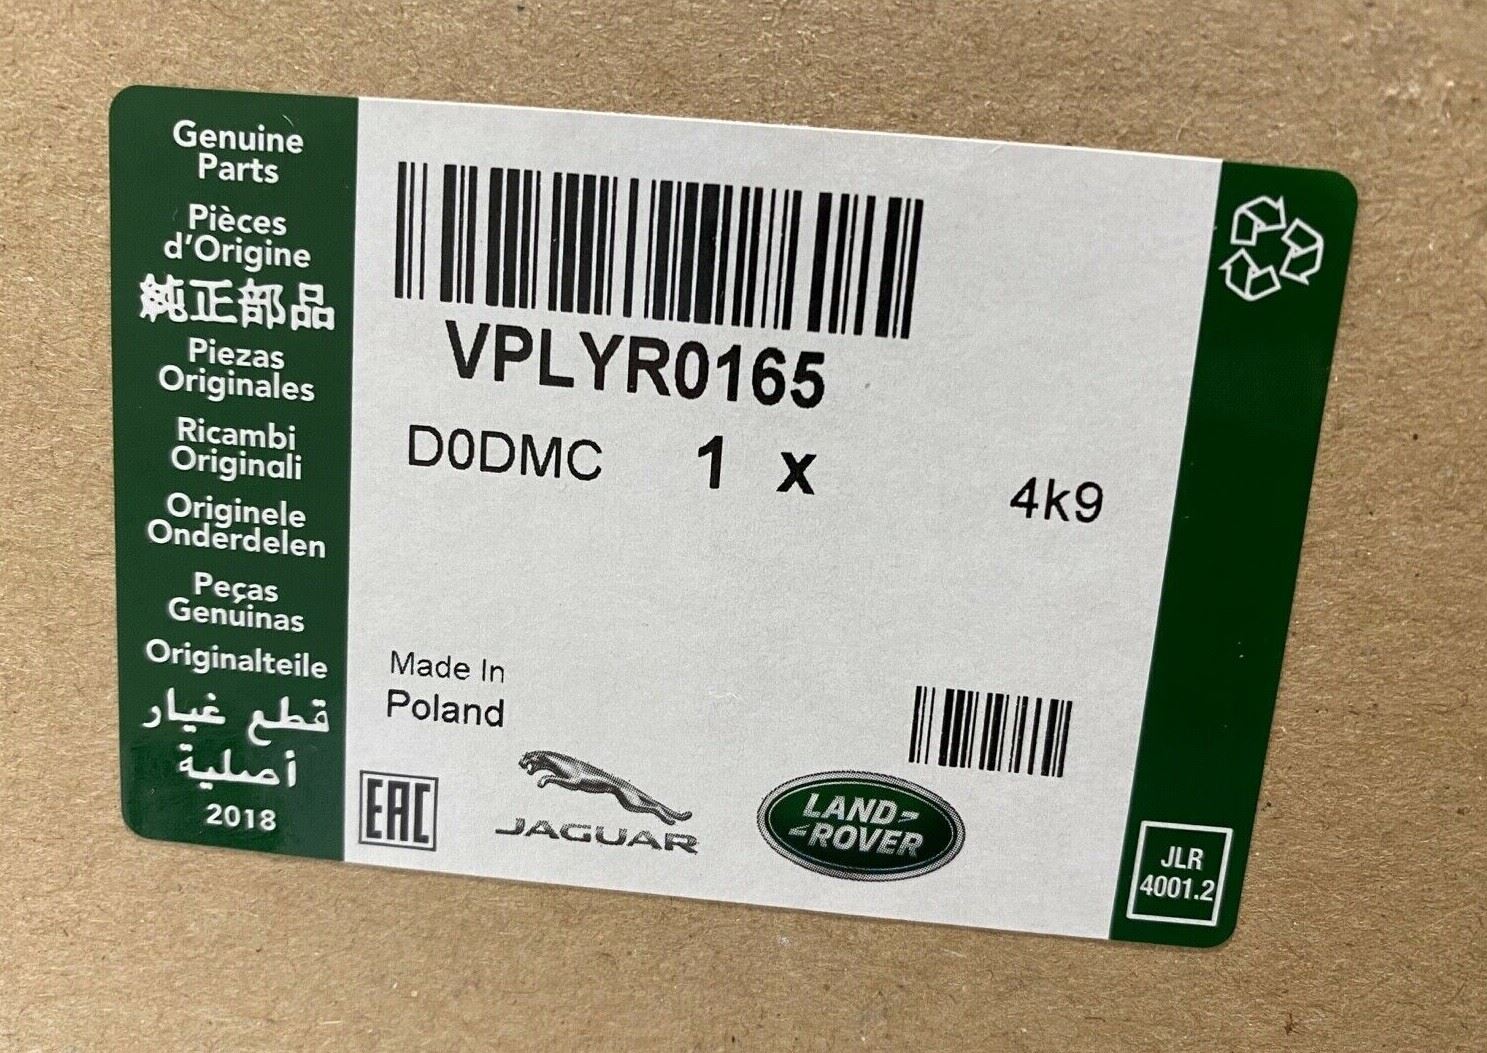 Genuine
Parts
Pièces
d'Origine
純正部品
Piezas
Originales
Ricambi
Originali
Originele
Onderdelen
Peças
Genuinas
Originalteile
قطع غيار
أصلية
2018
VPLYR0165
D0DMC 1 x 4k9
Made In
Poland
EAC
JAGUAR
LAND-
-ROVER
JLR
4001.2